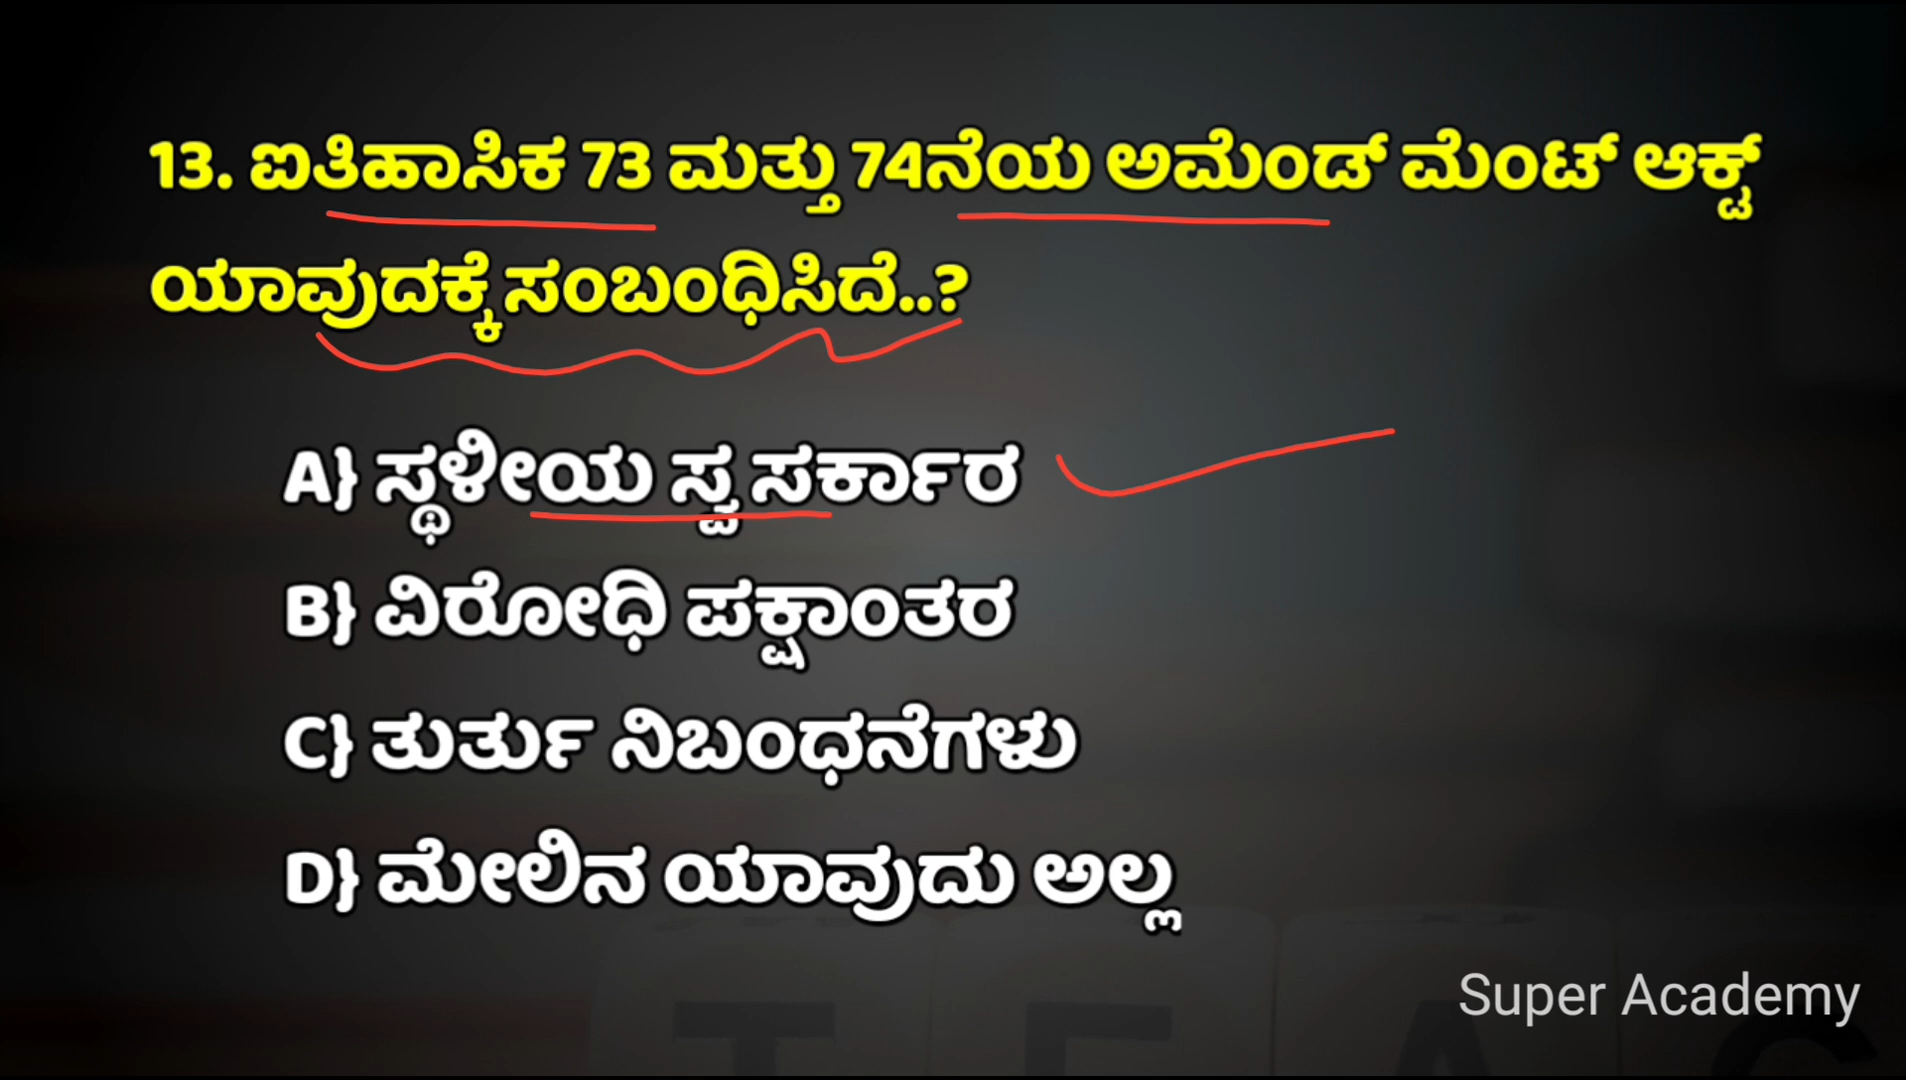 13. ಐತಿಹಾಸಿಕ 73 ಮತ್ತು 74ನೆಯ ಅಮೆಂಡ್ ಮೆಂಟ್ ಆಕ್ಟ್
ಯಾವುದಕ್ಕೆ ಸಂಬಂಧಿಸಿದೆ..?
A} ಸ್ಥಳೀಯ ಸ್ವ ಸರ್ಕಾರ
B} ವಿರೋಧಿ ಪಕ್ಷಾಂತರ
C} ತುರ್ತು ನಿಬಂಧನೆಗಳು
D} ಮೇಲಿನ ಯಾವುದು ಅಲ್ಲ
Super Academy